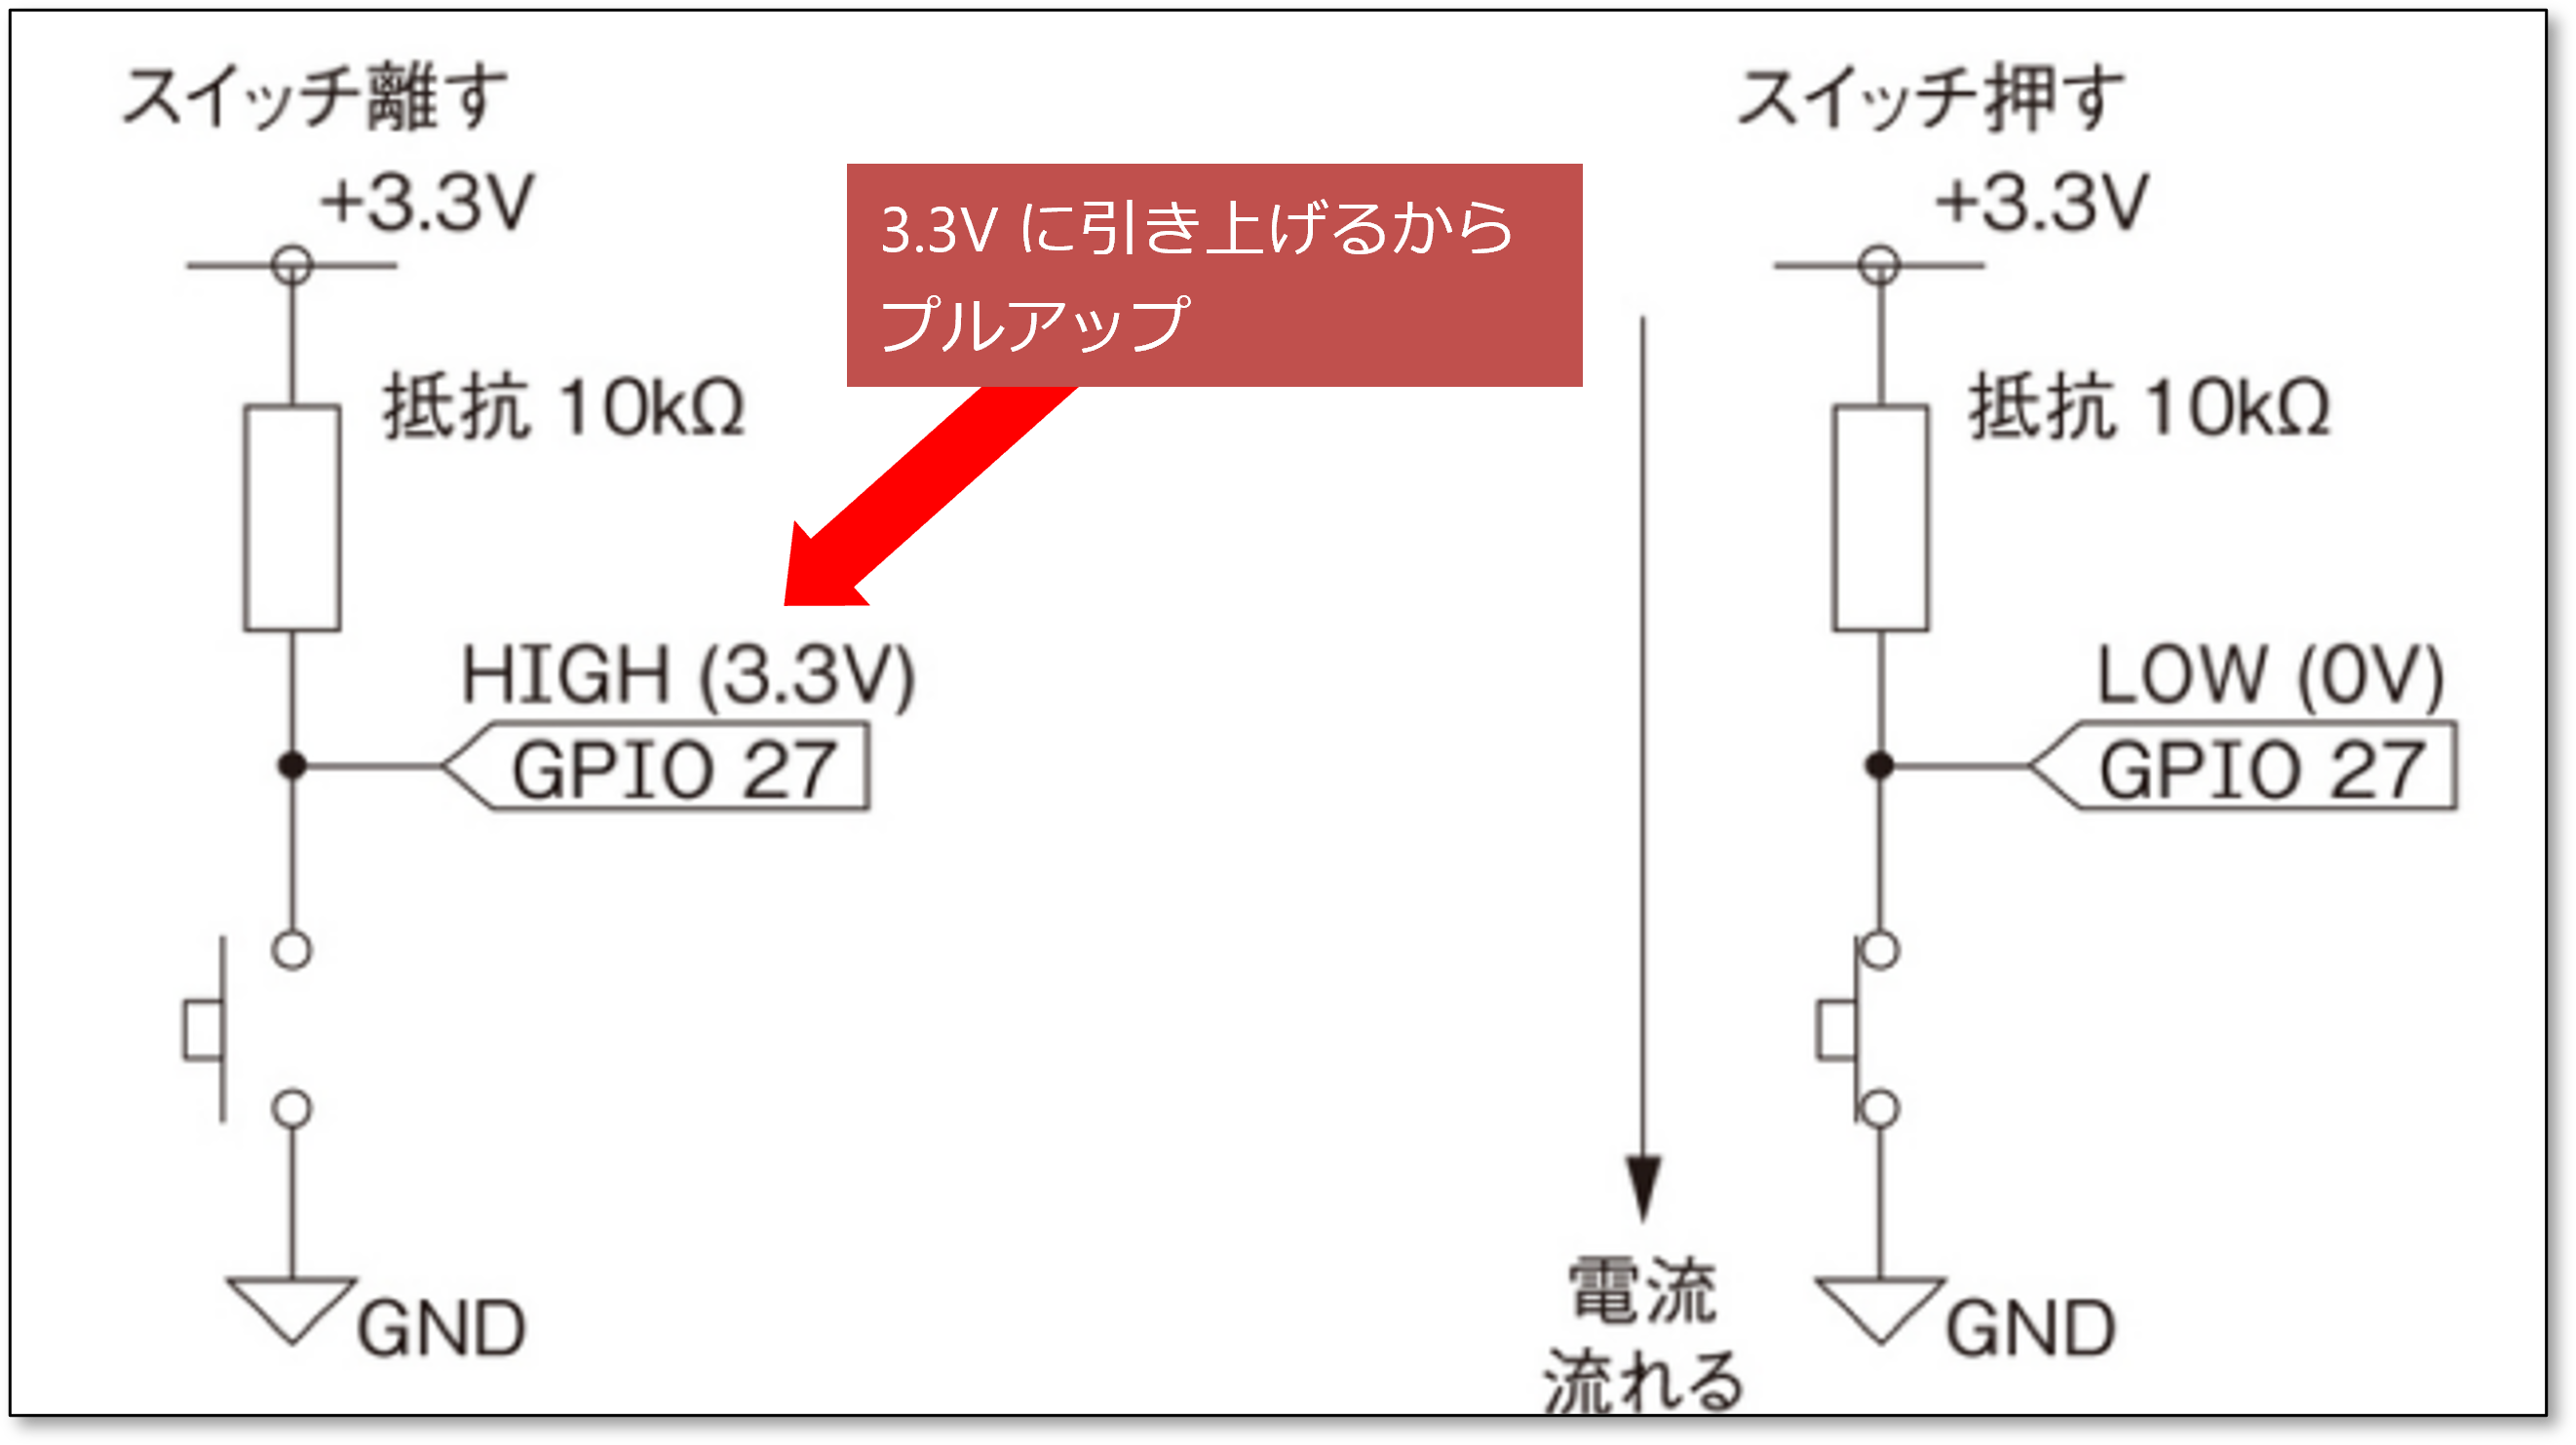 スイッチ離す
+3.3V
抵抗 10kΩ
HIGH (3.3V)
GPIO 27
GND
3.3V に引き上げるから
プルアップ
スイッチ押す
+3.3V
抵抗 10kΩ
LOW (0V)
GPIO 27
GND
電流
流れる